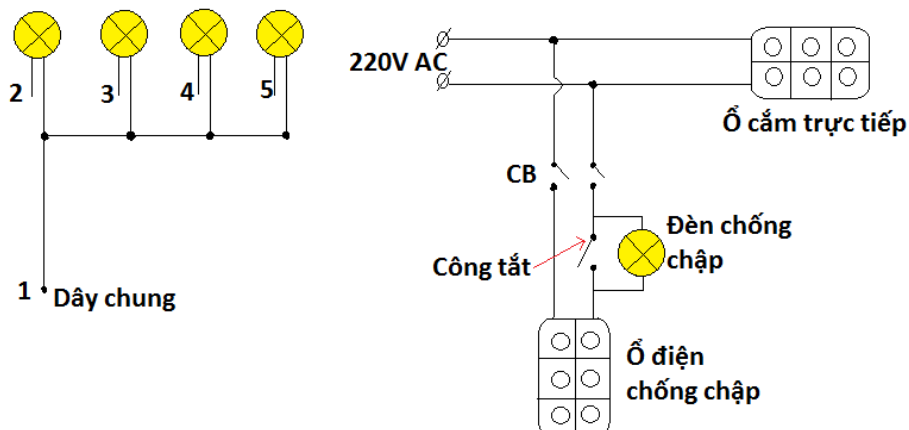 2
3
4
5
1 Dây chung
220V AC
Ổ cắm trực tiếp
CB
Công tắt
Đèn chống
chập
Ổ điện
chống chập